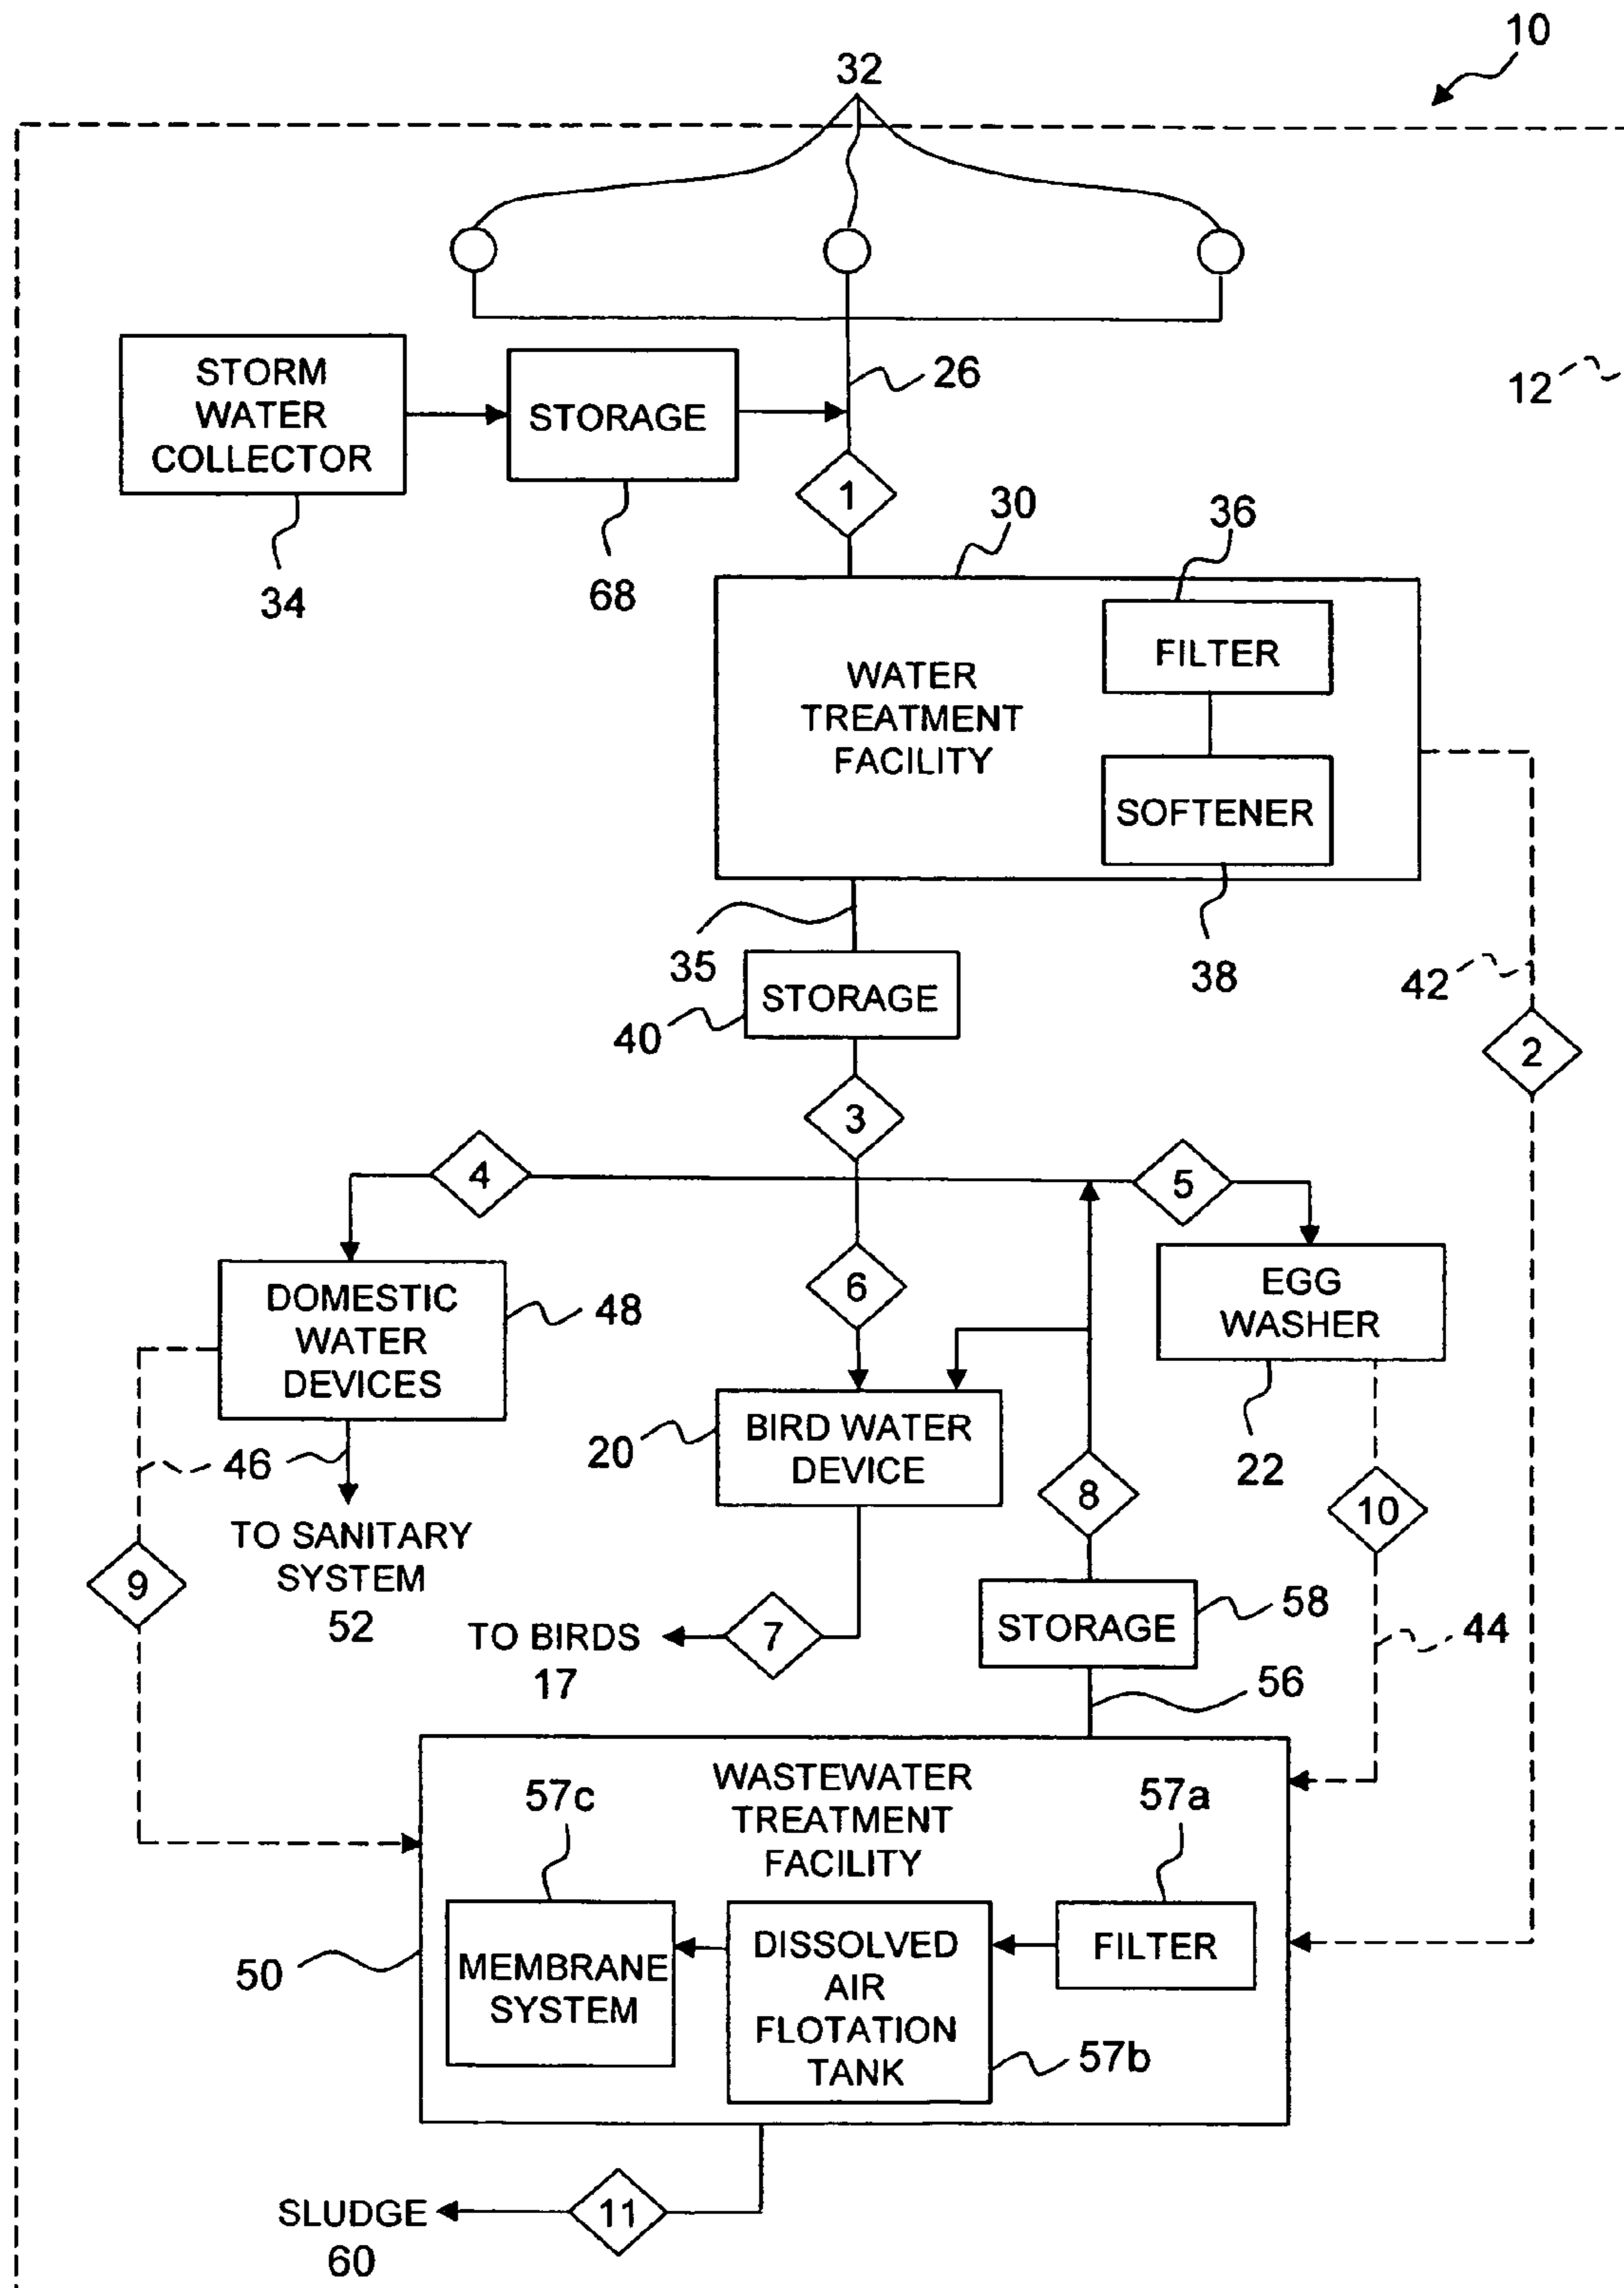 10
32
STORM
WATER
COLLECTOR
STORAGE
26
12
1
30
36
34
68
FILTER
WATER
TREATMENT
FACILITY
SOFTENER
35
38
42
STORAGE
40
2
3
4
5
6
DOMESTIC
WATER
DEVICES
48
EGG
WASHER
20
BIRD WATER
DEVICE
46
22
8
10
TO SANITARY
SYSTEM
52
9
58
STORAGE
44
TO BIRDS
17
7
56
WASTEWATER
TREATMENT
FACILITY
57c
57a
50
MEMBRANE
SYSTEM
DISSOLVED
AIR
FLOTATION
TANK
FILTER
57b
SLUDGE
60
11